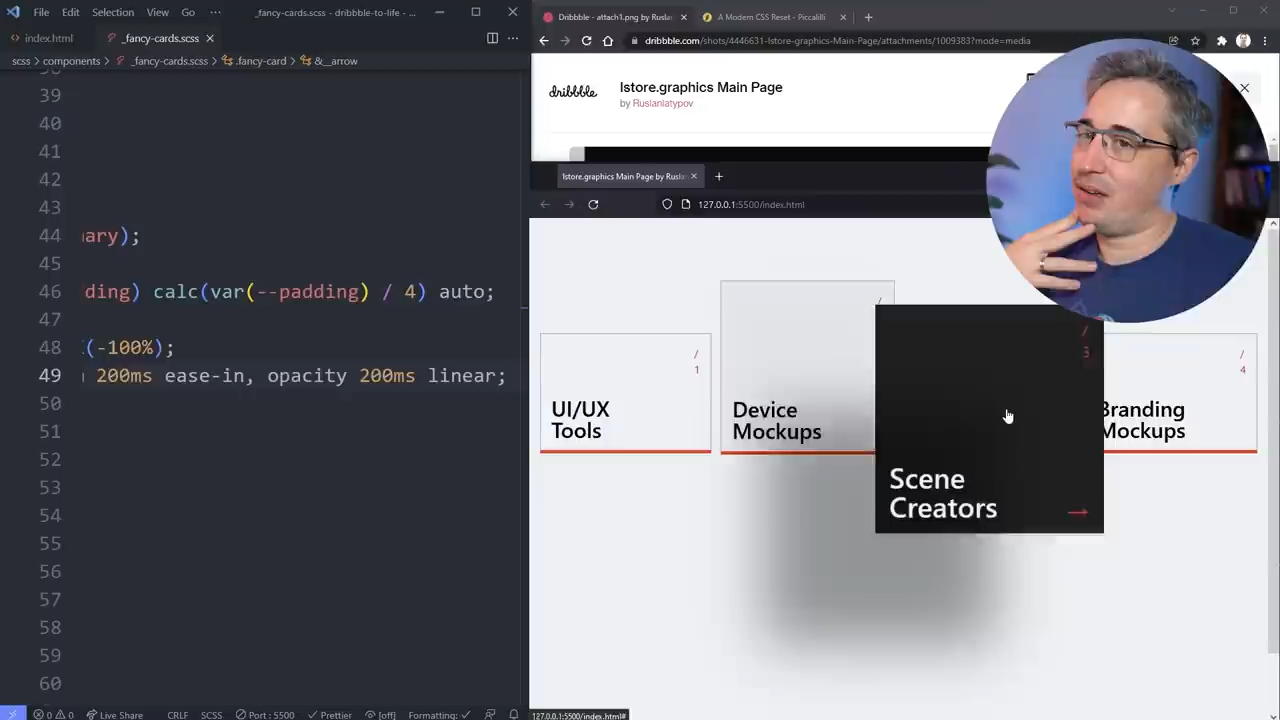 File Edit Selection View Go ··· _fancy-cards.scss - dribbble-to-life - ...
index.html _fancy-cards.scss
scss > components > _fancy-cards.scss > .fancy-card > &__arrow
39
40
41
42
43
44 ary);
45
46 ding) calc(var(--padding) / 4) auto;
47
48 (-100%);
49 200ms ease-in, opacity 200ms linear;
50
51
52
53
54
55
56
57
58
59
60
0 0 Live Share CRLF SCSS Port : 5500 Prettier [off] Formatting:
Dribbble - attach1.png by Rusla
A Modern CSS Reset - Piccalilli
dribbble.com/shots/4446631-Istore-graphics-Main-Page/attachments/1009383?mode=media
dribbble
Istore.graphics Main Page
by Ruslanlatypov
Istore.graphics Main Page by Rusla
127.0.0.1:5500/index.html
/
1
UI/UX
Tools
/
Device
Mockups
/
3
Scene
Creators
→
/
4
Branding
Mockups
127.0.0.1:5500/index.html#